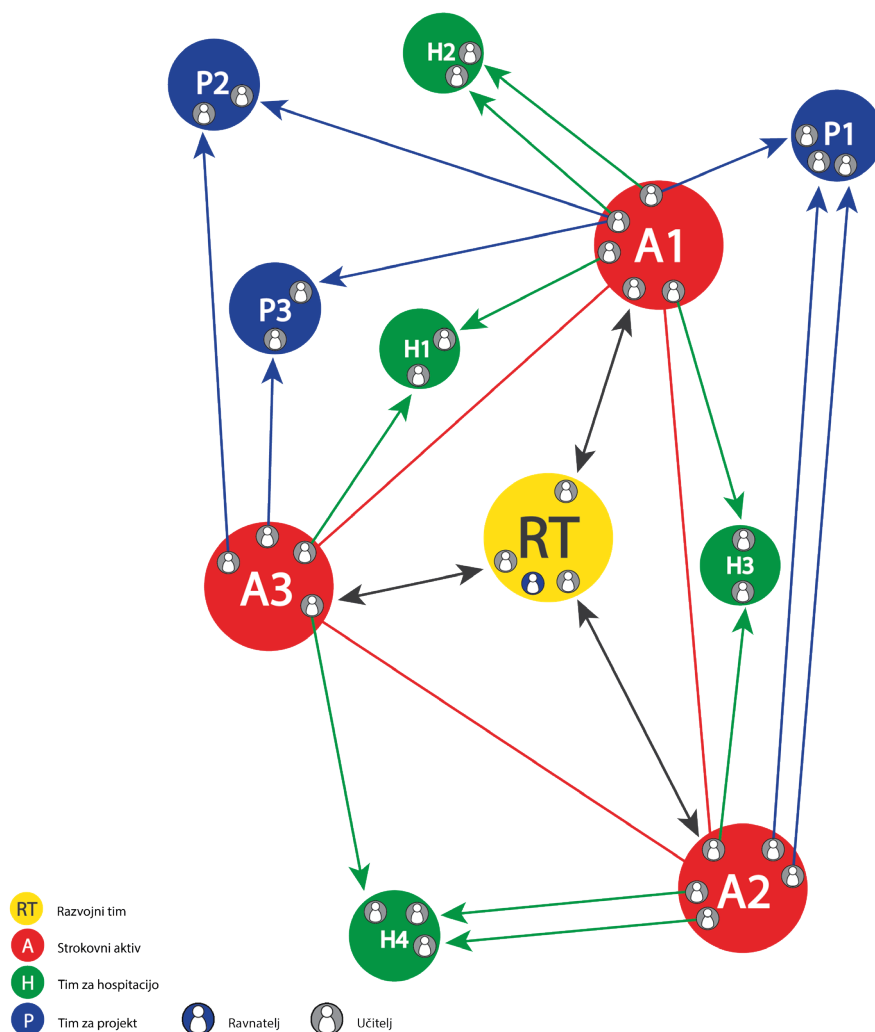 H2
P2
P1
A1
P3
H1
RT
H3
A3
A2
H4
RT Razvojni tim
A Strokovni aktiv
H Tim za hospitacijo
P Tim za projekt Ravnatelj Učitelj